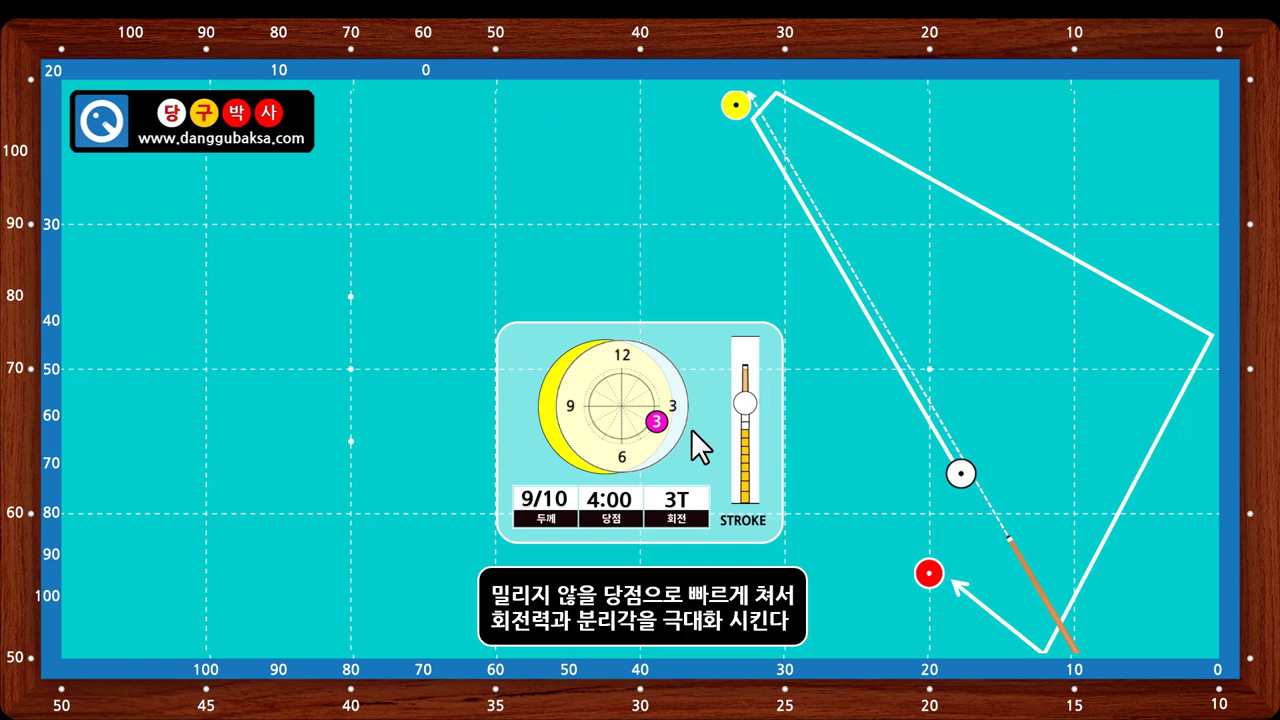 100 90 80 70 60 50 40 30 20 10 0
20 10 0
당구박사
www.danggubaksa.com
100
90 30
80
40
70 50
60
70
60 80
90
100
50
12
9 3 3
6
9/10 4:00 3T
두께 당점 회전
STROKE
밀리지 않을 당점으로 빠르게 쳐서
회전력과 분리각을 극대화 시킨다
100 90 80 70 60 50 40 30 20 10 0
50 45 40 35 30 25 20 15 10